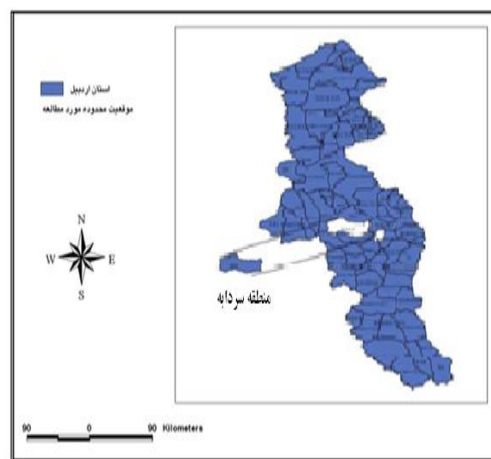 استان اردبیل
موقعیت محدوده مورد مطالعه
N
W E
S
منطقه سردابه
90 0 90 Kilometers